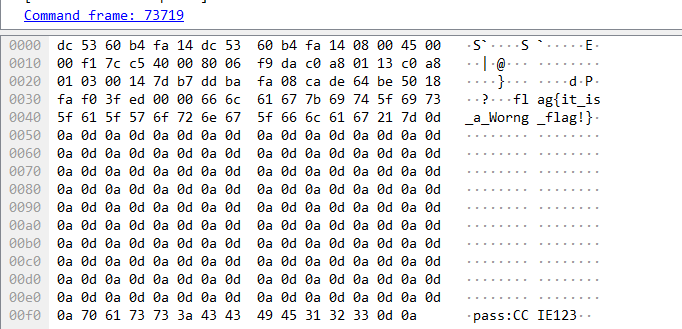 Command frame: 73719
0000 dc 53 60 b4 fa 14 dc 53 60 b4 fa 14 08 00 45 00 ·S`····S `·····E·
0010 00 f1 7c c5 40 00 80 06 f9 da c0 a8 01 13 c0 a8 ··|·@··· ········
0020 01 03 00 14 7d b7 dd ba fa 08 ca de 64 be 50 18 ····}··· ····d·P·
0030 fa f0 3f ed 00 00 66 6c 61 67 7b 69 74 5f 69 73 ··?···fl ag{it_is
0040 5f 61 5f 57 6f 72 6e 67 5f 66 6c 61 67 21 7d 0d _a_Worng _flag!}·
0050 0a 0d 0a 0d 0a 0d 0a 0d 0a 0d 0a 0d 0a 0d 0a 0d ········ ········
0060 0a 0d 0a 0d 0a 0d 0a 0d 0a 0d 0a 0d 0a 0d 0a 0d ········ ········
0070 0a 0d 0a 0d 0a 0d 0a 0d 0a 0d 0a 0d 0a 0d 0a 0d ········ ········
0080 0a 0d 0a 0d 0a 0d 0a 0d 0a 0d 0a 0d 0a 0d 0a 0d ········ ········
0090 0a 0d 0a 0d 0a 0d 0a 0d 0a 0d 0a 0d 0a 0d 0a 0d ········ ········
00a0 0a 0d 0a 0d 0a 0d 0a 0d 0a 0d 0a 0d 0a 0d 0a 0d ········ ········
00b0 0a 0d 0a 0d 0a 0d 0a 0d 0a 0d 0a 0d 0a 0d 0a 0d ········ ········
00c0 0a 0d 0a 0d 0a 0d 0a 0d 0a 0d 0a 0d 0a 0d 0a 0d ········ ········
00d0 0a 0d 0a 0d 0a 0d 0a 0d 0a 0d 0a 0d 0a 0d 0a 0d ········ ········
00e0 0a 0d 0a 0d 0a 0d 0a 0d 0a 0d 0a 0d 0a 0d 0a 0d ········ ········
00f0 0a 70 61 73 73 3a 43 43 49 45 31 32 33 0d 0a ·pass:CC IE123··